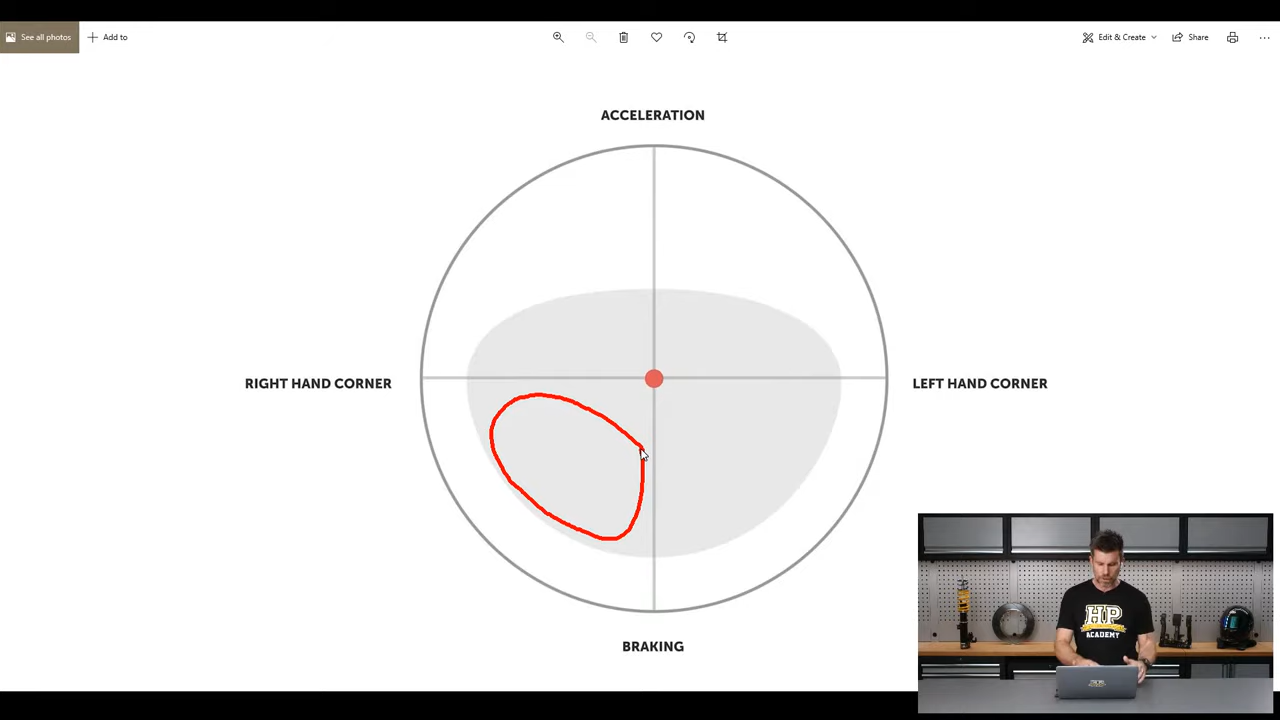 See all photos
Add to
Edit & Create
Share
ACCELERATION
RIGHT HAND CORNER
LEFT HAND CORNER
BRAKING
HP
ACADEMY